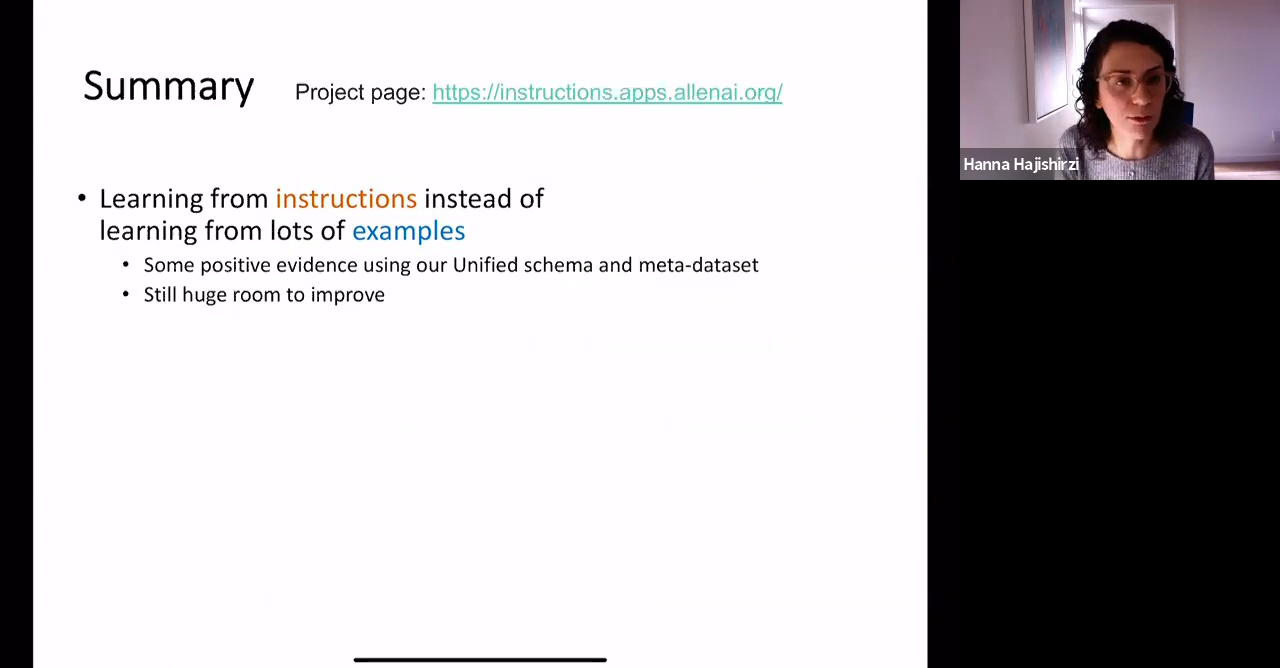 Summary
Project page: https://instructions.apps.allenai.org/
• Learning from instructions instead of
learning from lots of examples
• Some positive evidence using our Unified schema and meta-dataset
• Still huge room to improve
Hanna Hajishirzi